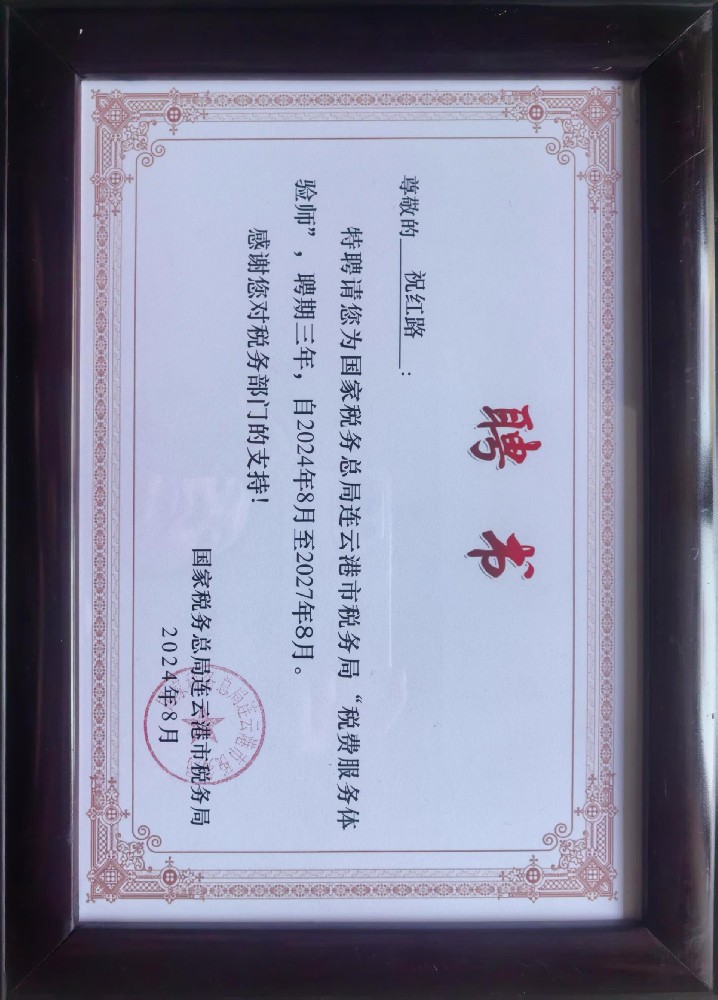 聘书
尊敬的 祝红路 ：
特聘请您为国家税务总局连云港市税务局“税费服务体
验师”，聘期三年，自2024年8月至2027年8月。
感谢您对税务部门的支持！
国家税务总局连云港市税务局
2024年8月